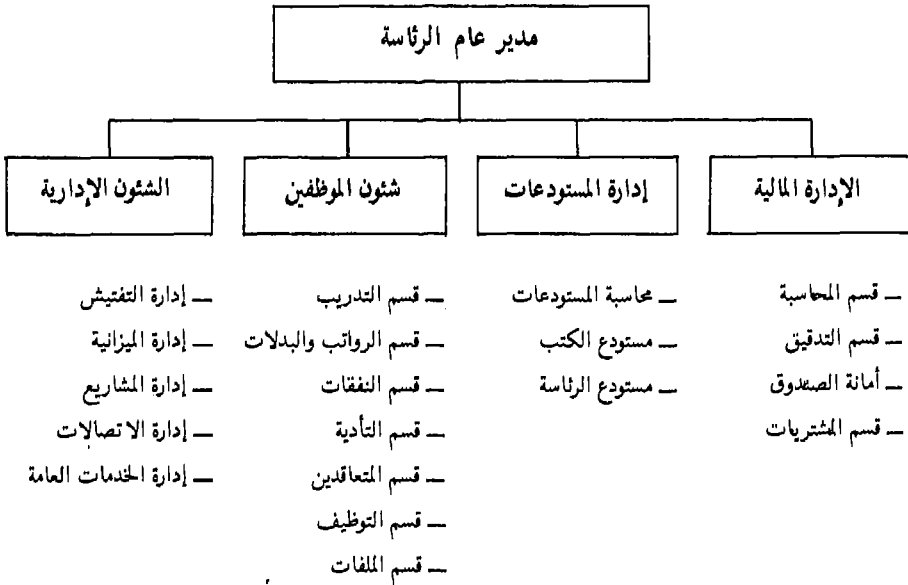 مدير عام الرئاسة
الإدارة المالية
إدارة المستودعات
شئون الموظفين
الشئون الإدارية
ـ قسم المحاسبة
ـ قسم التدقيق
ـ أمانة الصندوق
ـ قسم المشتريات
ـ محاسبة المستودعات
ـ مستودع الكتب
ـ مستودع الرئاسة
ـ قسم التدريب
ـ قسم الرواتب والبدلات
ـ قسم النفقات
ـ قسم التأدية
ـ قسم المتعاقدين
ـ قسم التوظيف
ـ قسم الملفات
ـ إدارة التفتيش
ـ إدارة الميزانية
ـ إدارة المشاريع
ـ إدارة الاتصالات
ـ إدارة الخدمات العامة